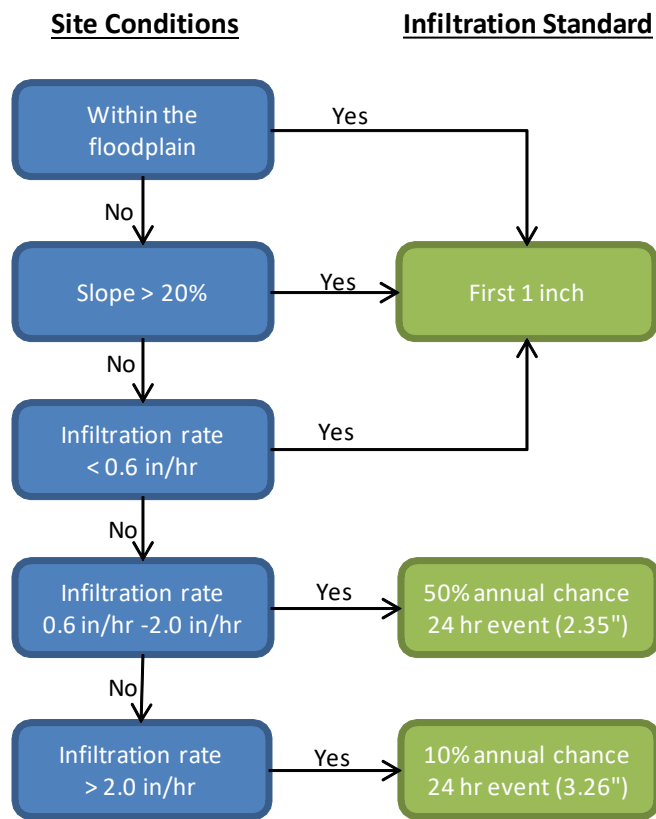 Site Conditions
Infiltration Standard
Within the
floodplain
Yes
No
Slope > 20%
Yes
First 1 inch
No
Infiltration rate
< 0.6 in/hr
Yes
No
Infiltration rate
0.6 in/hr -2.0 in/hr
Yes
50% annual chance
24 hr event (2.35")
No
Infiltration rate
> 2.0 in/hr
Yes
10% annual chance
24 hr event (3.26")